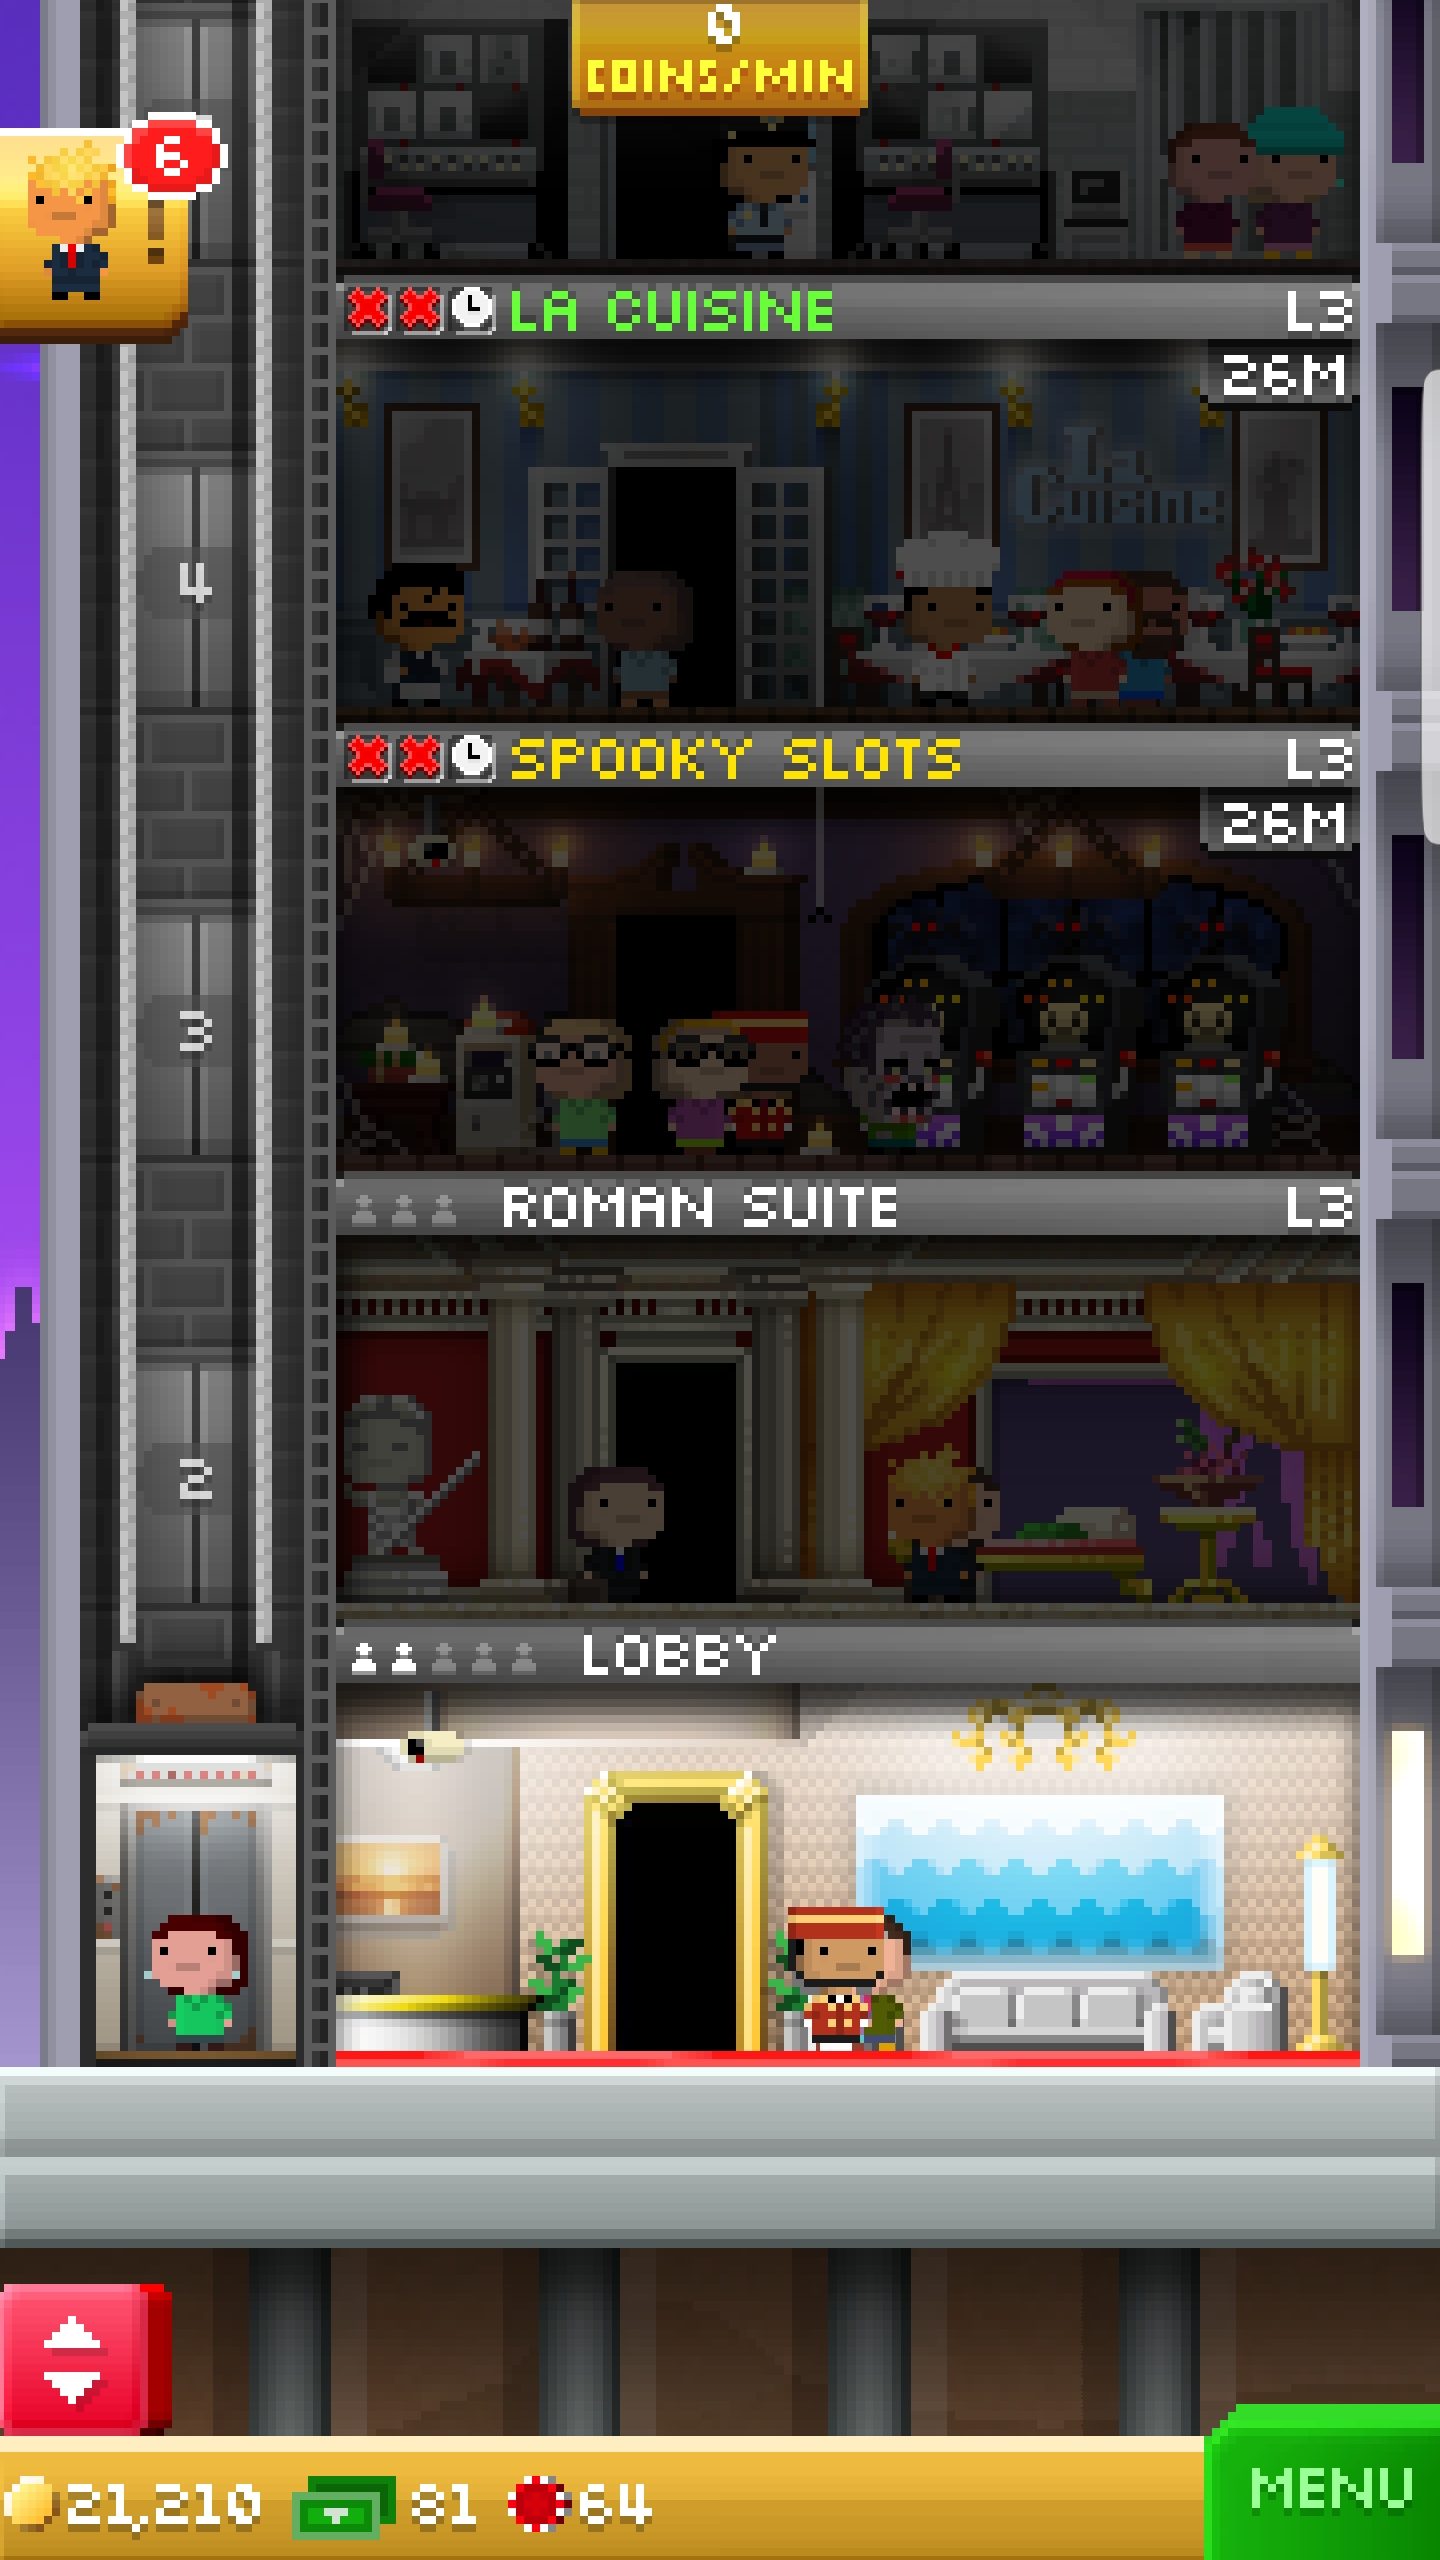 0
COINS/MIN
6
!
LA CUISINE
L3
26M
La
Cuisine
4
SPOOKY SLOTS
L3
26M
3
ROMAN SUITE
L3
2
LOBBY
21,210
81
64
MENU